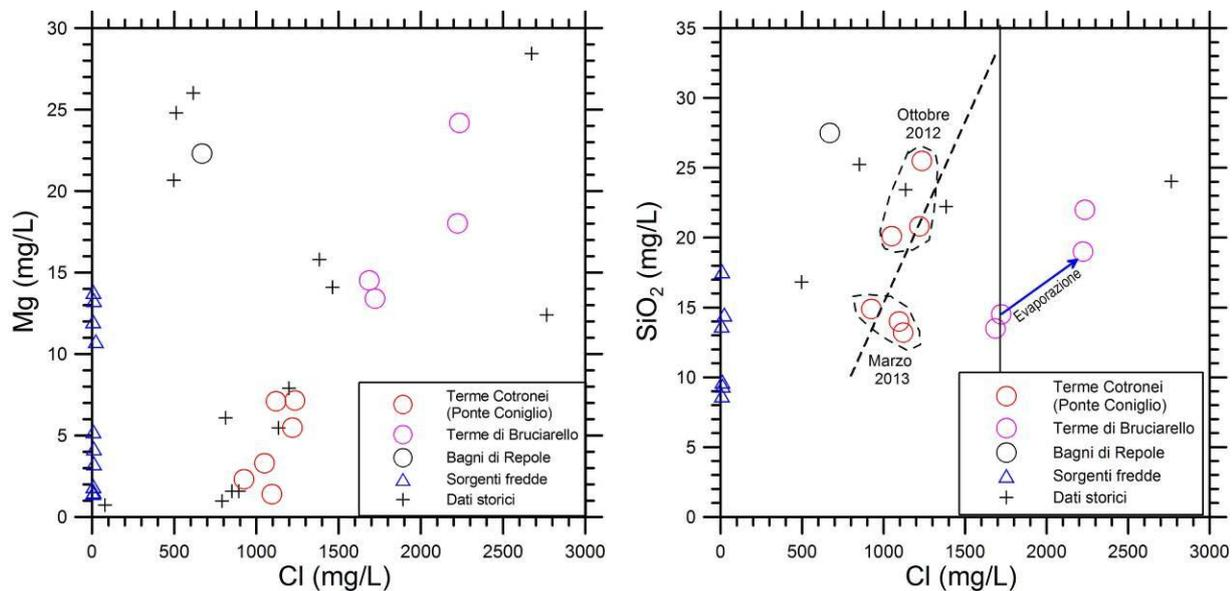 30
25
20
15
10
5
0
Mg (mg/L)
0 500 1000 1500 2000 2500 3000
Cl (mg/L)
Terme Cotronei
(Ponte Coniglio)
Terme di Bruciarello
Bagni di Repole
Sorgenti fredde
Dati storici
35
30
25
20
15
10
5
0
SiO₂ (mg/L)
Ottobre
2012
Evaporazione
Marzo
2013
0 500 1000 1500 2000 2500 3000
Cl (mg/L)
Terme Cotronei
(Ponte Coniglio)
Terme di Bruciarello
Bagni di Repole
Sorgenti fredde
Dati storici